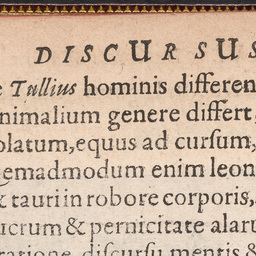 DISCURSUS
Tullius hominis differen
nimalium genere differt,
olatum, equus ad cursum,
emadmodum enim leon
& tauri in robore corporis,
ucrum & pernicitate alaru
ratione, discursu mentis &